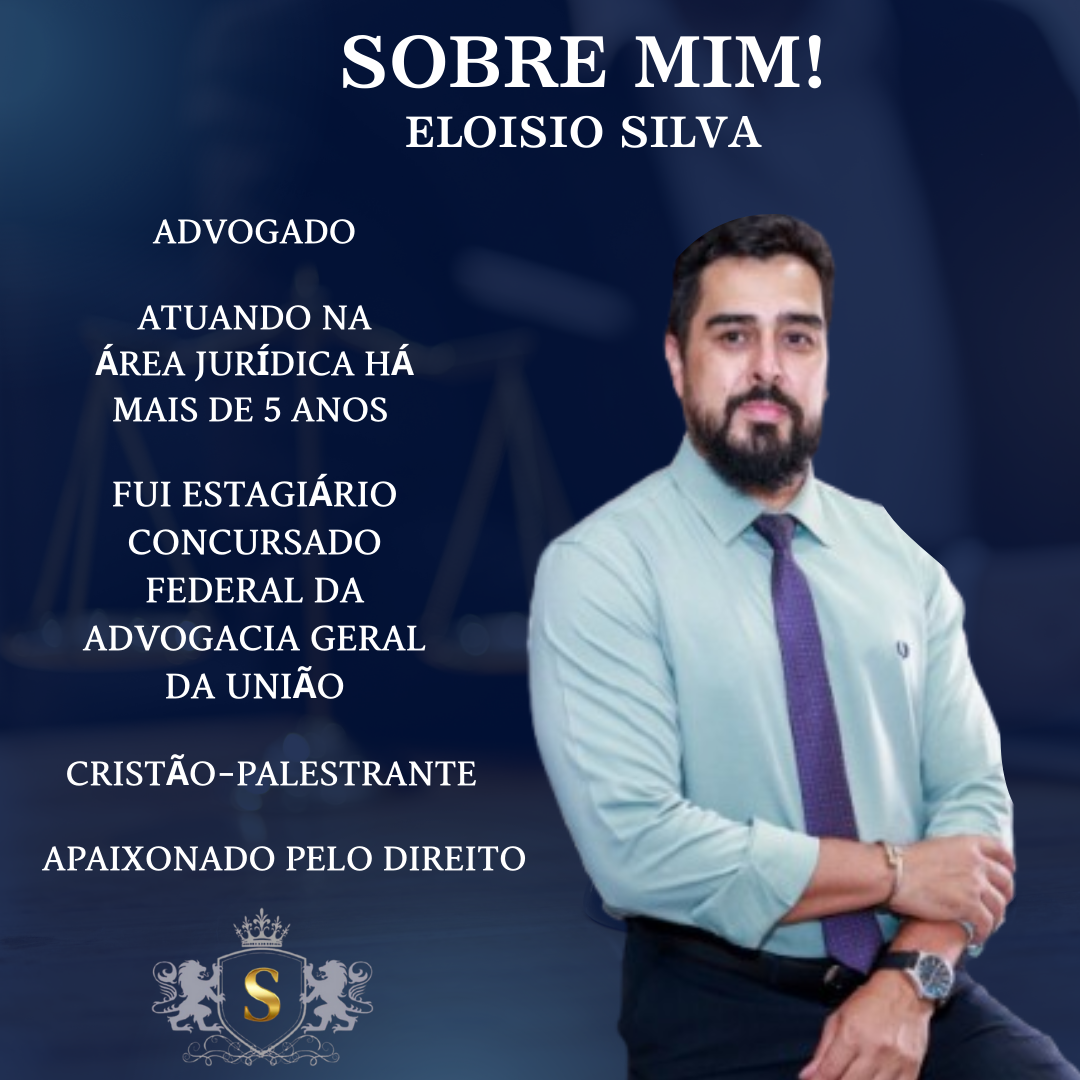 SOBRE MIM!
ELOISIO SILVA
ADVOGADO
ATUANDO NA
ÁREA JURÍDICA HÁ
MAIS DE 5 ANOS
FUI ESTAGIÁRIO
CONCURSADO
FEDERAL DA
ADVOGACIA GERAL
DA UNIÃO
CRISTÃO-PALESTRANTE
APAIXONADO PELO DIREITO
S